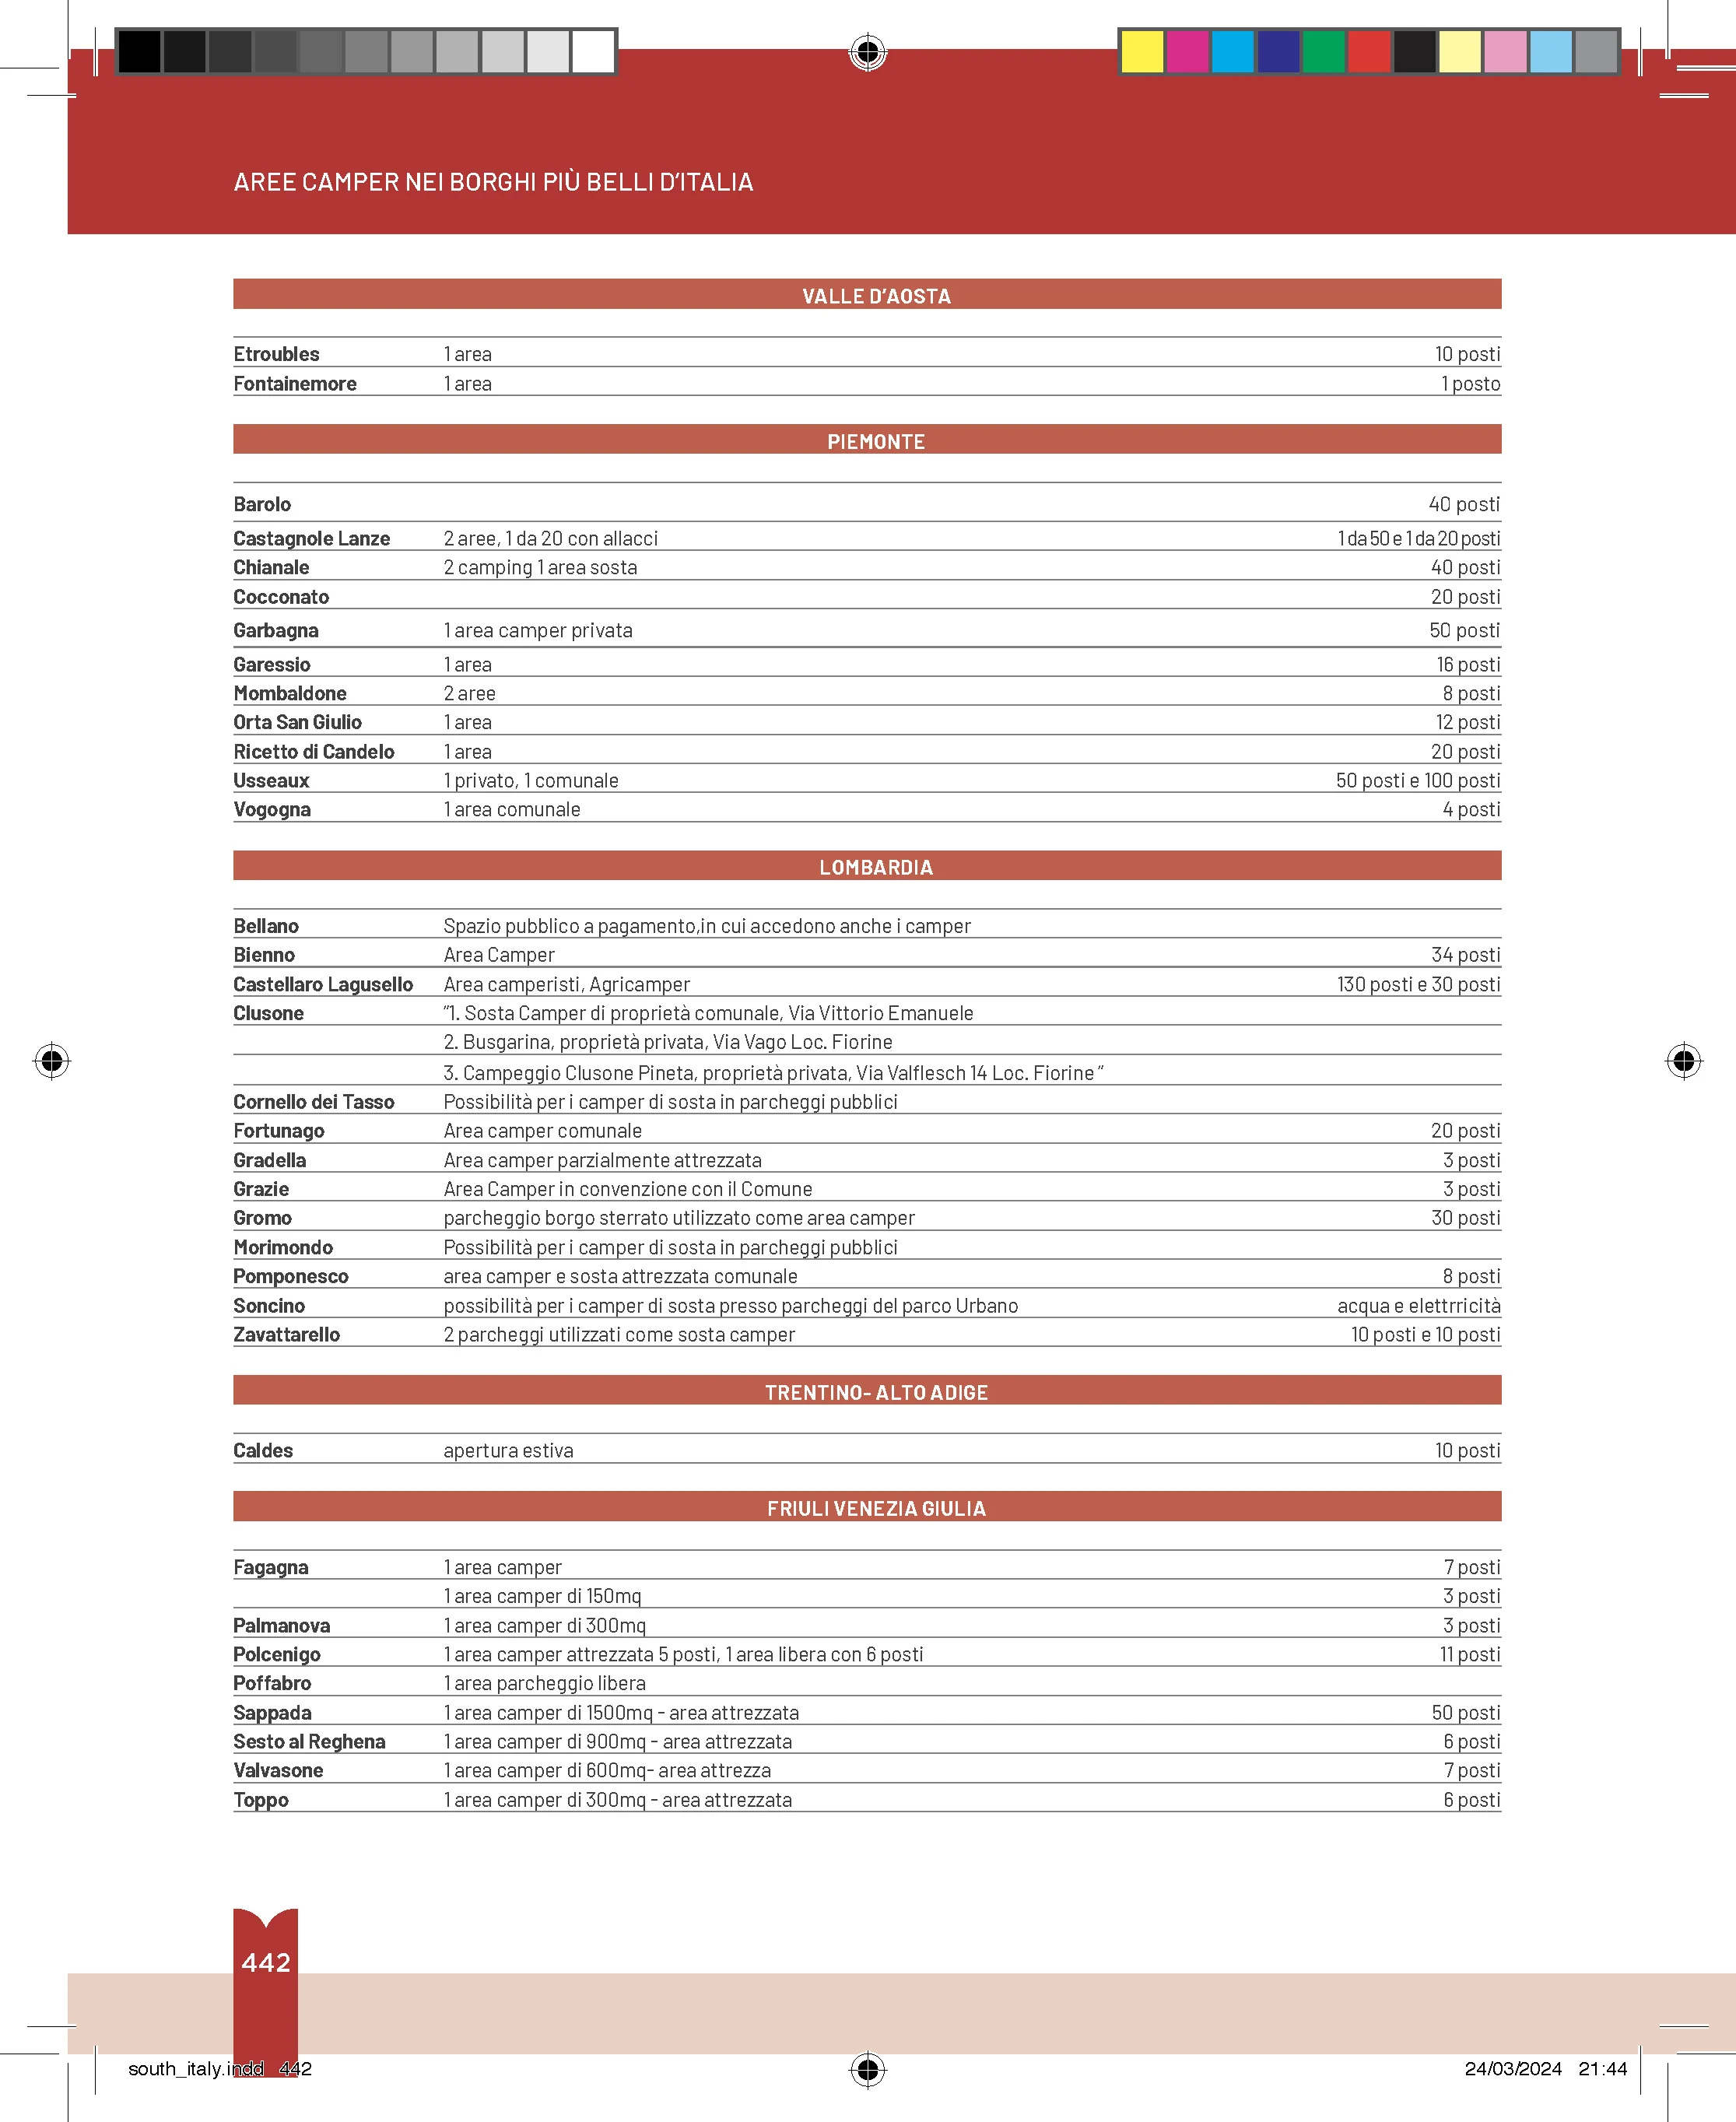 AREE CAMPER NEI BORGHI PIÙ BELLI D'ITALIA
VALLE D'AOSTA
Etroubles 1 area 10 posti
Fontainemore 1 area 1 posto
PIEMONTE
Barolo 40 posti
Castagnole Lanze 2 aree, 1 da 20 con allacci 1 da 50 e 1 da 20 posti
Chianale 2 camping 1 area sosta 40 posti
Cocconato 20 posti
Garbagna 1 area camper privata 50 posti
Garessio 1 area 16 posti
Mombaldone 2 aree 8 posti
Orta San Giulio 1 area 12 posti
Ricetto di Candelo 1 area 20 posti
Usseaux 1 privato, 1 comunale 50 posti e 100 posti
Vogogna 1 area comunale 4 posti
LOMBARDIA
Bellano Spazio pubblico a pagamento,in cui accedono anche i camper
Bienno Area Camper 34 posti
Castellaro Lagusello Area camperisti, Agricamper 130 posti e 30 posti
Clusone "1. Sosta Camper di proprietà comunale, Via Vittorio Emanuele
2. Busgarina, proprietà privata, Via Vago Loc. Fiorine
3. Campeggio Clusone Pineta, proprietà privata, Via Valflesch 14 Loc. Fiorine "
Cornello dei Tasso Possibilità per i camper di sosta in parcheggi pubblici
Fortunago Area camper comunale 20 posti
Gradella Area camper parzialmente attrezzata 3 posti
Grazie Area Camper in convenzione con il Comune 3 posti
Gromo parcheggio borgo sterrato utilizzato come area camper 30 posti
Morimondo Possibilità per i camper di sosta in parcheggi pubblici
Pomponesco area camper e sosta attrezzata comunale 8 posti
Soncino possibilità per i camper di sosta presso parcheggi del parco Urbano acqua e elettrricità
Zavattarello 2 parcheggi utilizzati come sosta camper 10 posti e 10 posti
TRENTINO- ALTO ADIGE
Caldes apertura estiva 10 posti
FRIULI VENEZIA GIULIA
Fagagna 1 area camper 7 posti
1 area camper di 150mq 3 posti
Palmanova 1 area camper di 300mq 3 posti
Polcenigo 1 area camper attrezzata 5 posti, 1 area libera con 6 posti 11 posti
Poffabro 1 area parcheggio libera
Sappada 1 area camper di 1500mq - area attrezzata 50 posti
Sesto al Reghena 1 area camper di 900mq - area attrezzata 6 posti
Valvasone 1 area camper di 600mq- area attrezza 7 posti
Toppo 1 area camper di 300mq - area attrezzata 6 posti
442
south_italy.indd 442 24/03/2024 21:44